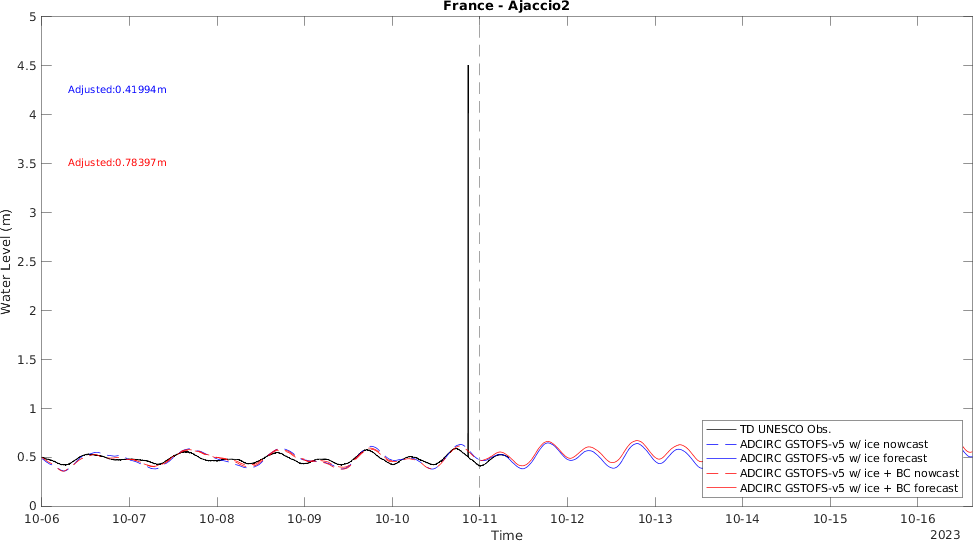 France - Ajaccio2
5
4.5
4
3.5
3
2.5
2
1.5
1
0.5
0
Water Level (m)
Adjusted:0.41994m
Adjusted:0.78397m
TD UNESCO Obs.
ADCIRC GSTOFS-v5 w/ ice nowcast
ADCIRC GSTOFS-v5 w/ ice forecast
ADCIRC GSTOFS-v5 w/ ice + BC nowcast
ADCIRC GSTOFS-v5 w/ ice + BC forecast
10-06 10-07 10-08 10-09 10-10 10-11 10-12 10-13 10-14 10-15 10-16
Time
2023